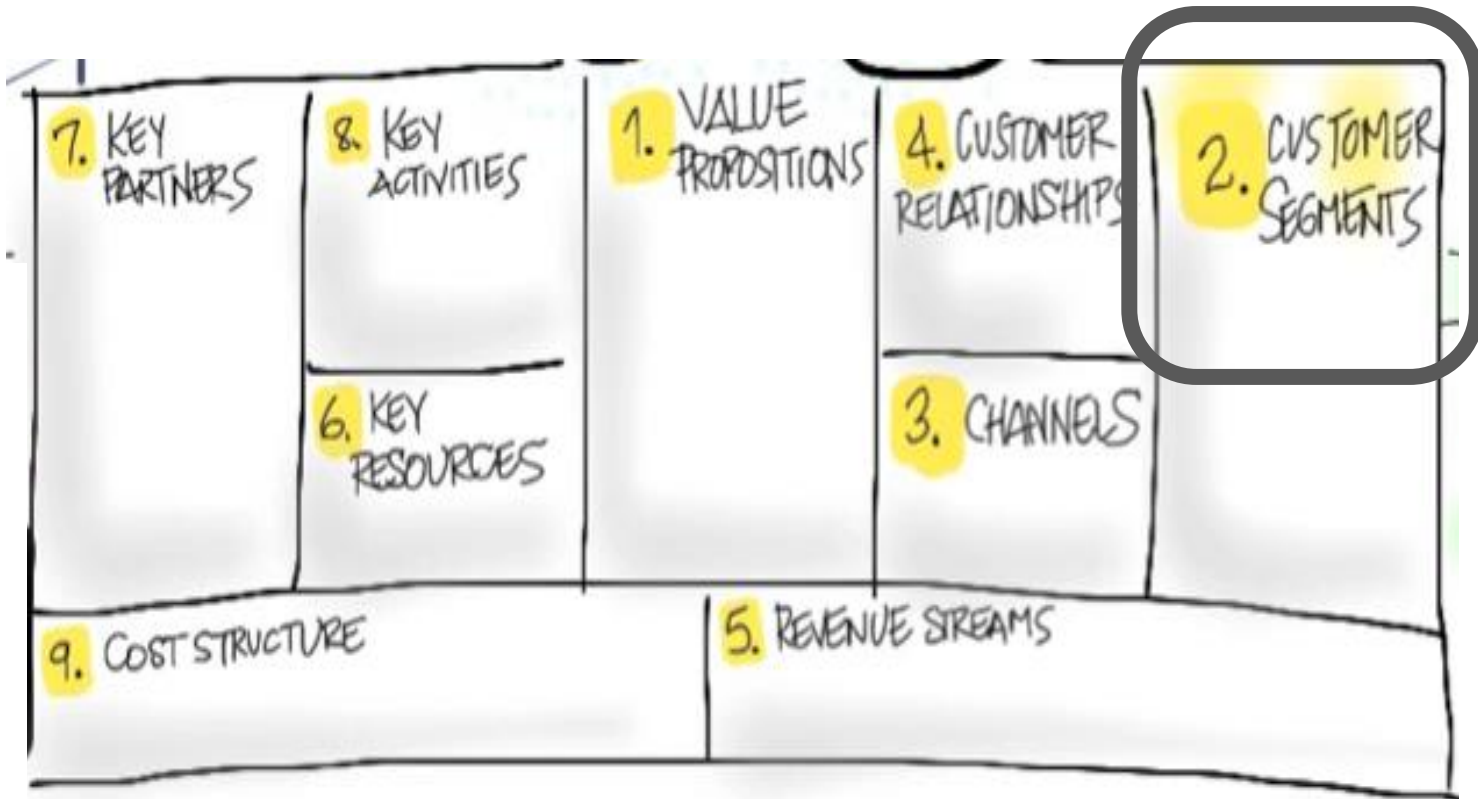 7. KEY
PARTNERS
8. KEY
ACTIVITIES
6. KEY
RESOURCES
1. VALUE
PROPOSITIONS
4. CUSTOMER
RELATIONSHIPS
3. CHANNELS
2. CUSTOMER
SEGMENTS
9. COST STRUCTURE
5. REVENUE STREAMS